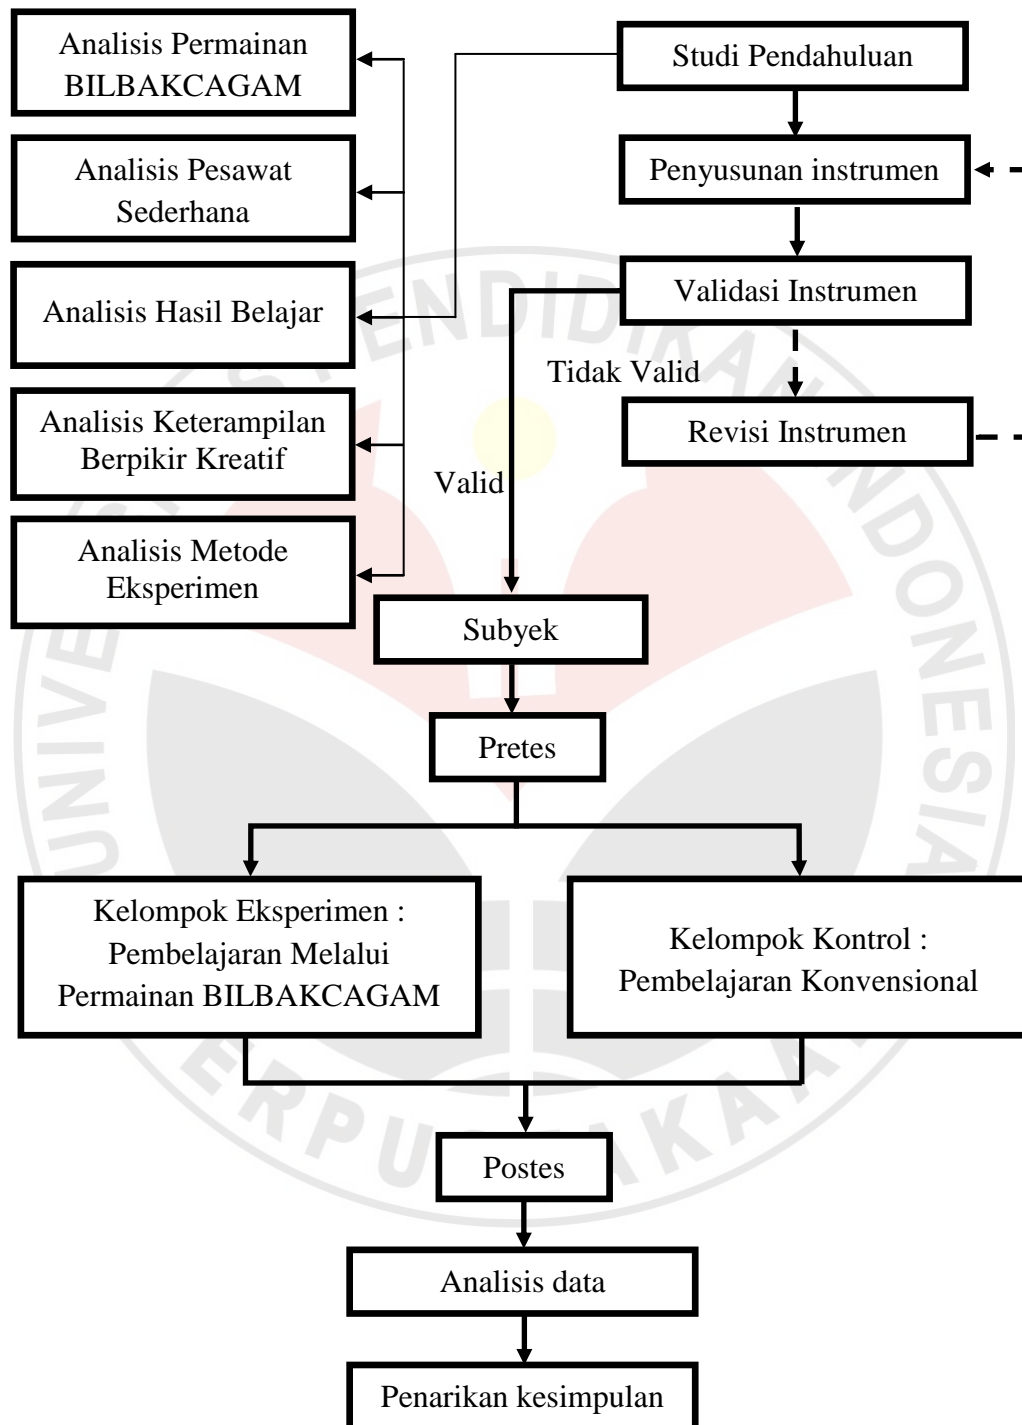 Analisis Permainan
BILBAKCAGAM
Studi Pendahuluan
Analisis Pesawat
Sederhana
Penyusunan instrumen
Analisis Hasil Belajar
Validasi Instrumen
Tidak Valid
Analisis Keterampilan
Berpikir Kreatif
Revisi Instrumen
Valid
Analisis Metode
Eksperimen
Subyek
Pretes
Kelompok Eksperimen :
Pembelajaran Melalui
Permainan BILBAKCAGAM
Kelompok Kontrol :
Pembelajaran Konvensional
Postes
Analisis data
Penarikan kesimpulan